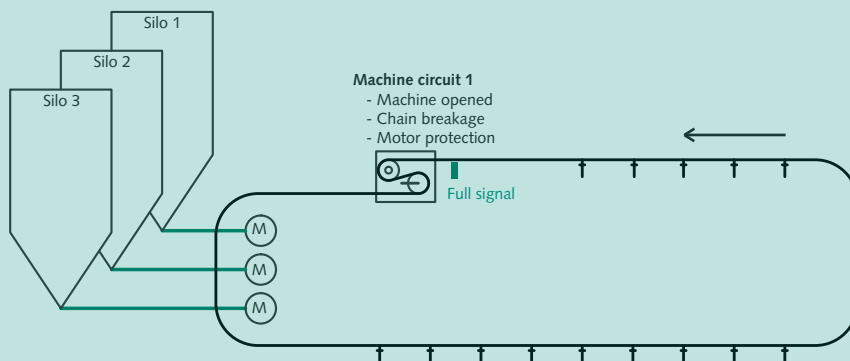 Silo 1
Silo 2
Silo 3
Machine circuit 1
- Machine opened
- Chain breakage
- Motor protection
Full signal
M
M
M